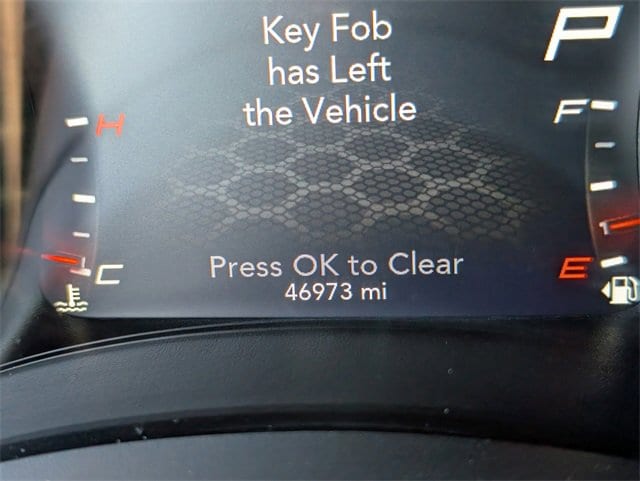 Key Fob
has Left
the Vehicle
P
H
F
C
E
Press OK to Clear
46973 mi